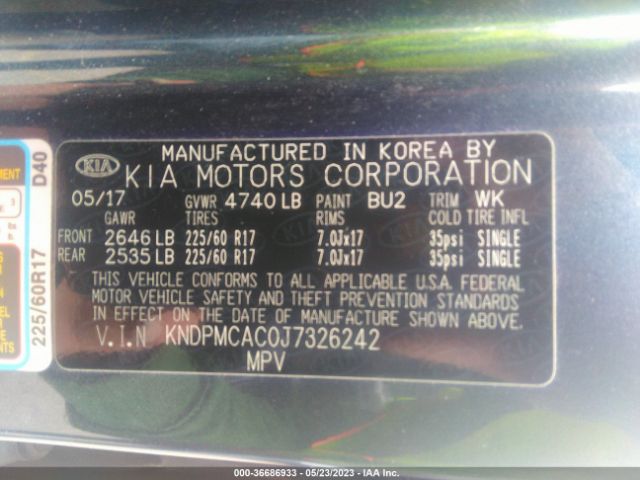 KIA
MANUFACTURED IN KOREA BY
KIA MOTORS CORPORATION
05/17 GVWR 4740 LB PAINT BU2 TRIM WK
GAWR TIRES RIMS COLD TIRE INFL
FRONT 2646 LB 225/60 R17 7.0Jx17 35psi SINGLE
REAR 2535 LB 225/60 R17 7.0Jx17 35psi SINGLE
THIS VEHICLE CONFORMS TO ALL APPLICABLE U.S.A. FEDERAL
MOTOR VEHICLE SAFETY AND THEFT PREVENTION STANDARDS
IN EFFECT ON THE DATE OF MANUFACTURE SHOWN ABOVE.
V.I.N KNDPMCAC0J7326242
MPV
D40
225/60R17
000-36686933 - 05/23/2023 - IAA Inc.